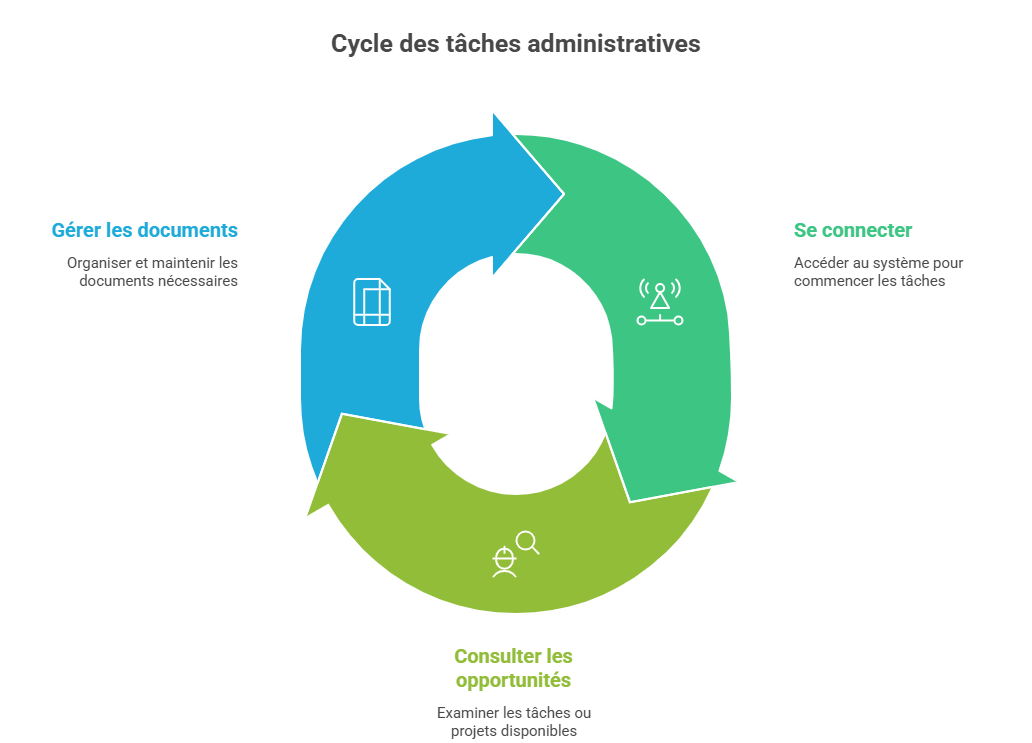 Cycle des tâches administratives
Gérer les documents
Organiser et maintenir les
documents nécessaires
Se connecter
Accéder au système pour
commencer les tâches
Consulter les
opportunités
Examiner les tâches ou
projets disponibles